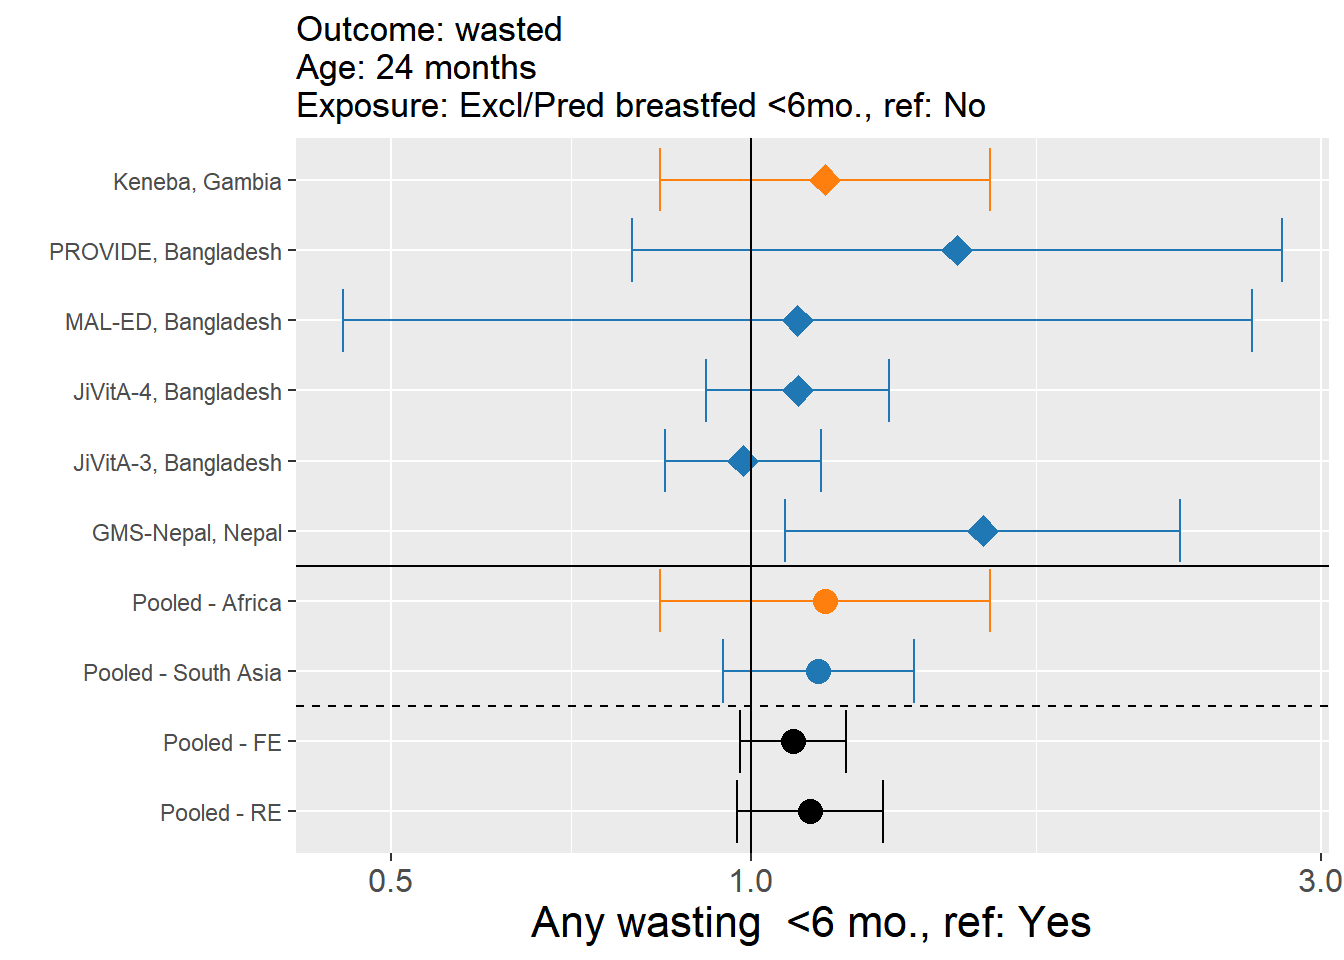 Outcome: wasted
Age: 24 months
Exposure: Excl/Pred breastfed <6mo., ref: No
Keneba, Gambia
PROVIDE, Bangladesh
MAL-ED, Bangladesh
JiVitA-4, Bangladesh
JiVitA-3, Bangladesh
GMS-Nepal, Nepal
Pooled - Africa
Pooled - South Asia
Pooled - FE
Pooled - RE
0.5 1.0 3.0
Any wasting  <6 mo., ref: Yes